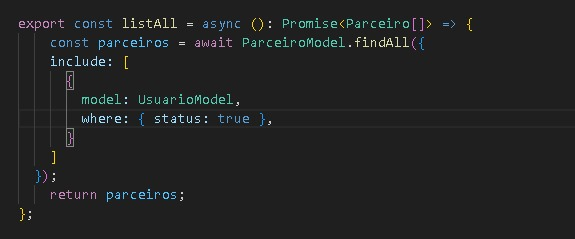 export const listAll = async (): Promise<Parceiro[]> => {
const parceiros = await ParceiroModel.findAll({
include: [
{
model: UsuarioModel,
where: { status: true },
}
]
});
return parceiros;
};